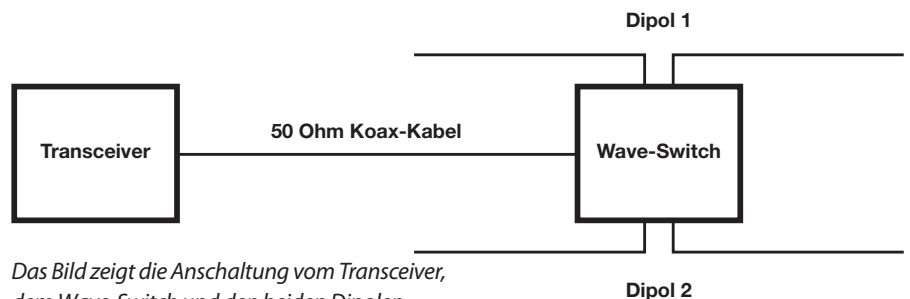 Dipol 1
50 Ohm Koax-Kabel
Transceiver
Wave-Switch
Das Bild zeigt die Anschaltung vom Transceiver,
dem Wave-Switch und den beiden Dipolen
Dipol 2